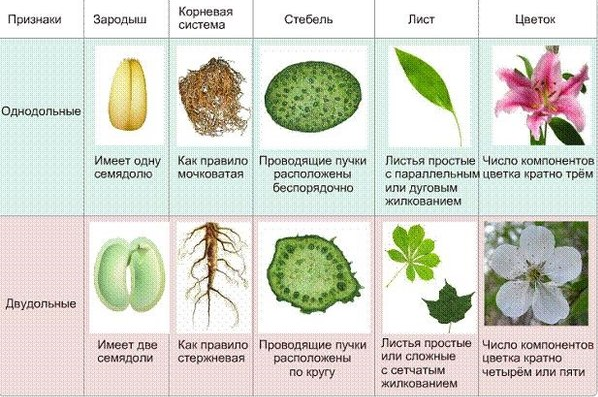 Признаки
Зародыш
Корневая
система
Стебель
Лист
Цветок
Однодольные
Имеет одну
семядолю
Как правило
мочковатая
Проводящие пучки
расположены
беспорядочно
Листья простые
с параллельным
или дуговым
жилкованием
Число компонентов
цветка кратно трём
Двудольные
Имеет две
семядоли
Как правило
стержневая
Проводящие пучки
расположены
по кругу
Листья простые
или сложные
с сетчатым
жилкованием
Число компонентов
цветка кратно
четырём или пяти